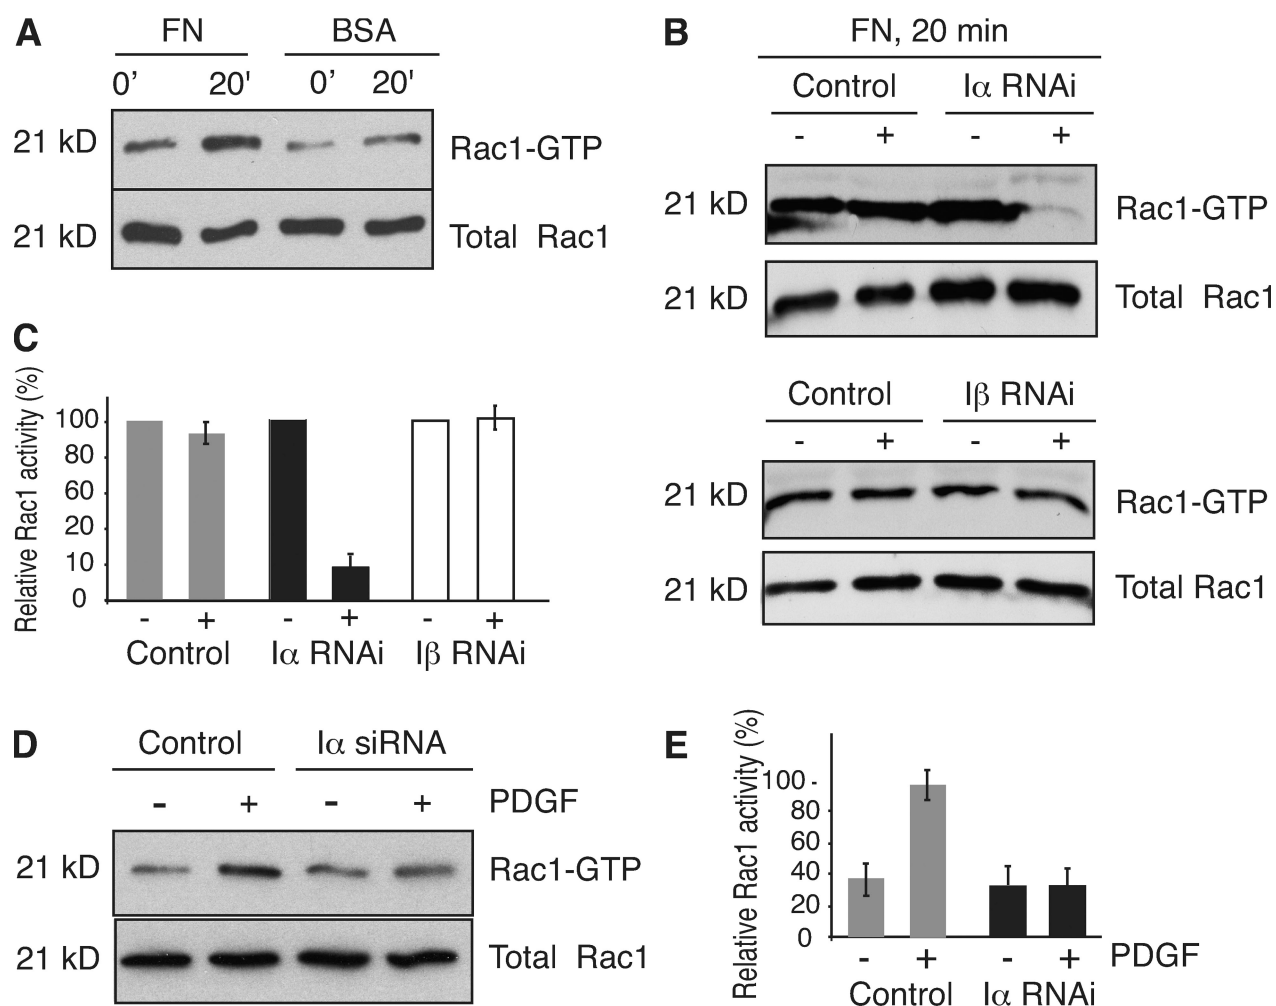 A
FN BSA
0' 20' 0' 20'
21 kD Rac1-GTP
21 kD Total Rac1
B
FN, 20 min
Control Iα RNAi
- + - +
21 kD Rac1-GTP
21 kD Total Rac1
Control Iβ RNAi
- + - +
21 kD Rac1-GTP
21 kD Total Rac1
C
Relative Rac1 activity (%)
100
80
60
20
10
0
- + - + - +
Control Iα RNAi Iβ RNAi
D
Control Iα siRNA
- + - + PDGF
21 kD Rac1-GTP
21 kD Total Rac1
E
Relative Rac1 activity (%)
100
80
60
40
20
0
- + - + PDGF
Control Iα RNAi